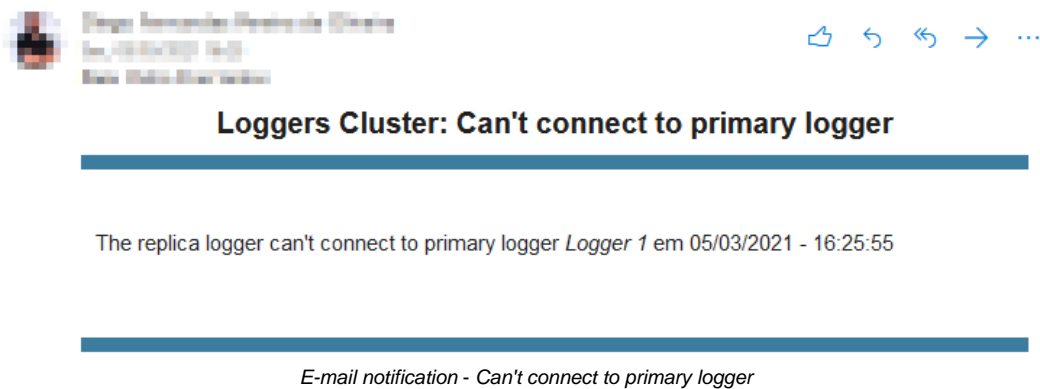 Loggers Cluster: Can't connect to primary logger
The replica logger can't connect to primary logger Logger 1 em 05/03/2021 - 16:25:55
E-mail notification - Can't connect to primary logger